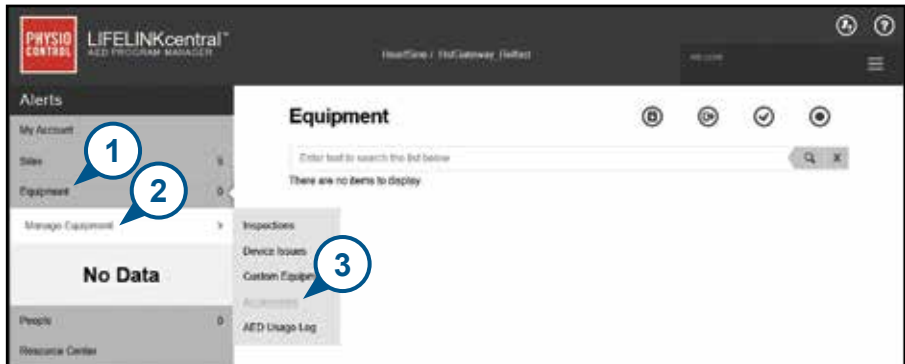 PHYSIO
CONTROL
LIFELINKcentral™
AED PROGRAM MANAGER
Alerts
My Account
Sites
Equipment 0
Manage Equipment >
No Data
People 0
Resource Center
1
2
3
Equipment
Enter text to search the list below
X
There are no items to display
Inspections
Device Issues
Custom Equipm
AED Usage Log